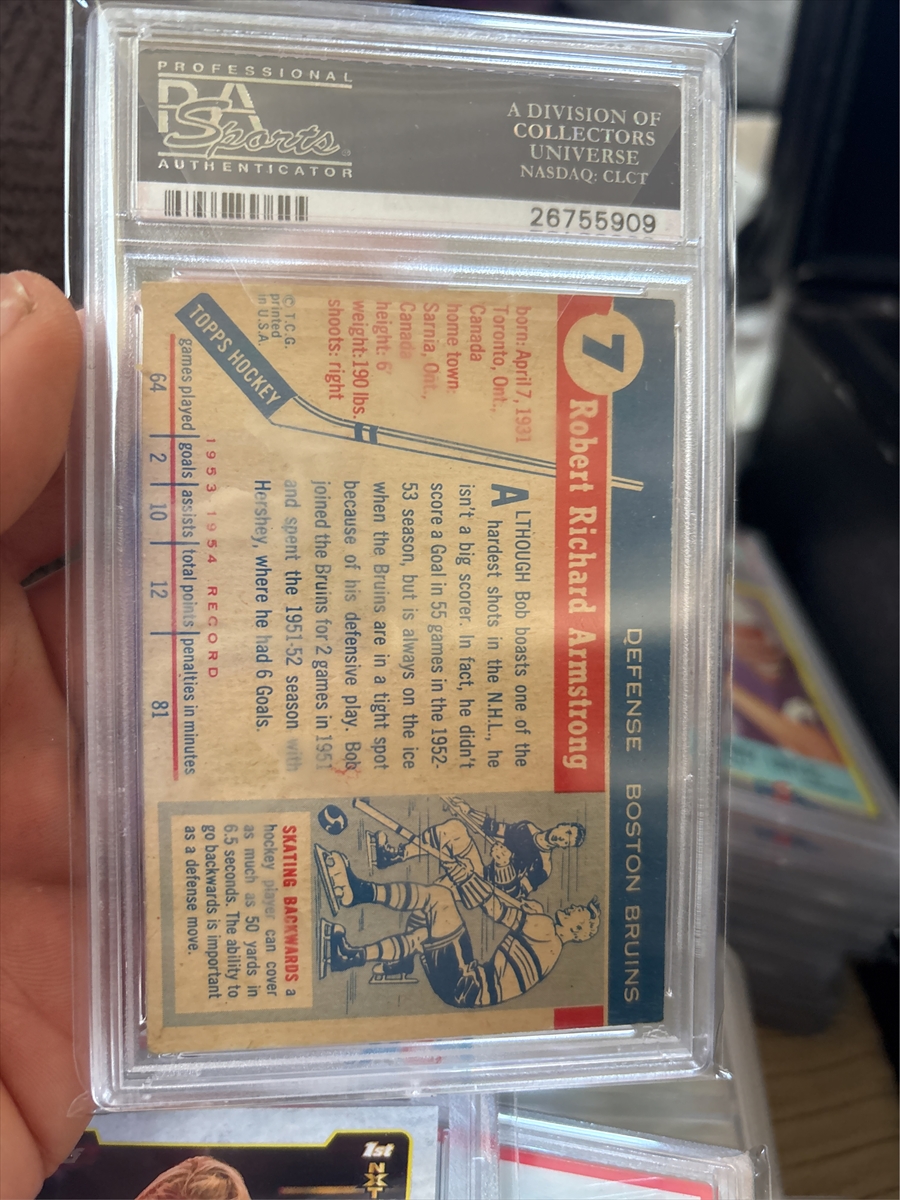 PROFESSIONAL
PSA
Sports
AUTHENTICATOR
A DIVISION OF
COLLECTORS
UNIVERSE
NASDAQ: CLCT
26755909
DEFENSE BOSTON BRUINS
7
Robert Richard Armstrong
born: April 7, 1931
Toronto, Ont.,
Canada
home town:
Sarnia, Ont.,
Canada
height: 6'
weight: 190 lbs.
shoots: right
© T.C.G.
printed
in U.S.A.
TOPPS HOCKEY
ALTHOUGH Bob boasts one of the
hardest shots in the N.H.L., he
isn't a big scorer. In fact, he didn't
score a Goal in 55 games in the 1952-
53 season, but is always on the ice
when the Bruins are in a tight spot
because of his defensive play. Bob
joined the Bruins for 2 games in 1951
and spent the 1951-52 season with
Hershey, where he had 6 Goals.
1953 1954 RECORD
games played goals assists total points penalties in minutes
64 2 10 12 81
SKATING BACKWARDS a
hockey player can cover
as much as 50 yards in
6.5 seconds. The ability to
go backwards is important
as a defense move.
1st
NXT